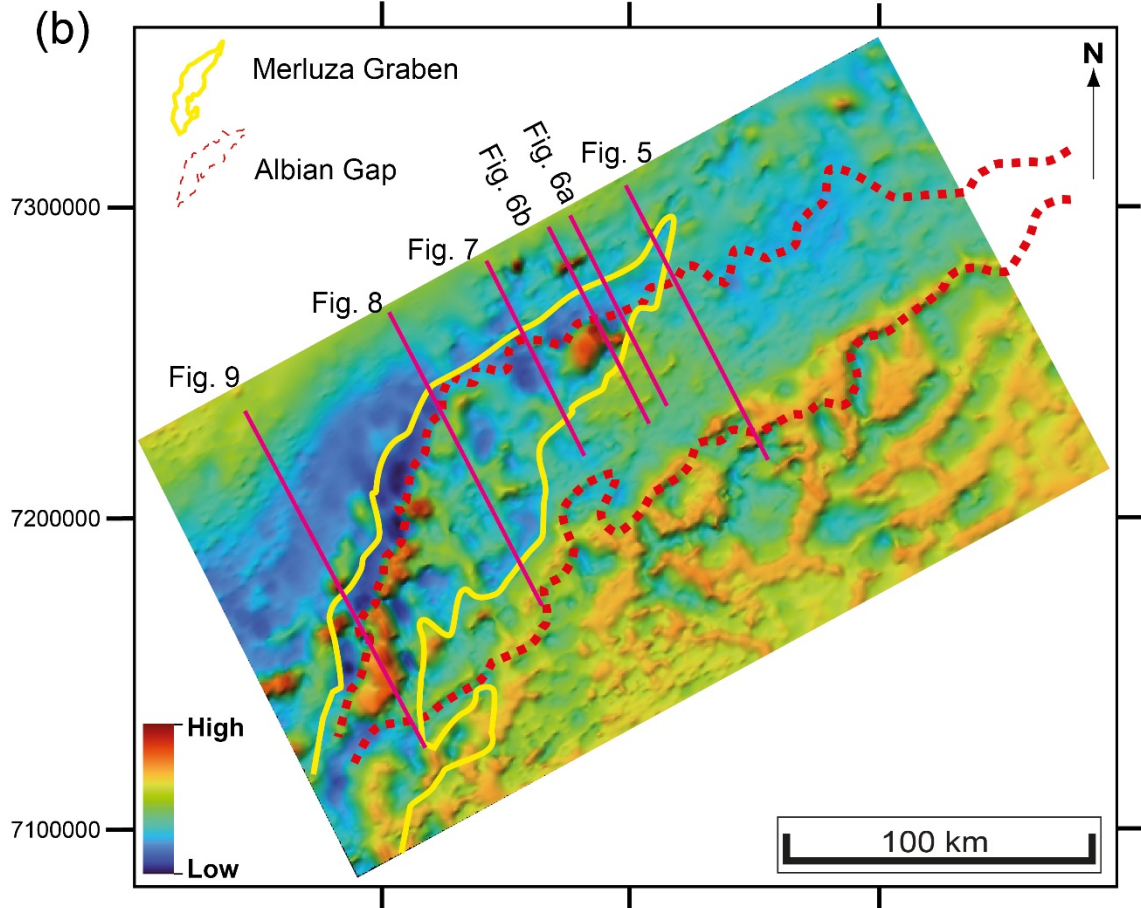 (b)
Merluza Graben
Albian Gap
N
Fig. 5
Fig. 6a
Fig. 6b
Fig. 7
Fig. 8
Fig. 9
7300000
7200000
7100000
High
Low
100 km